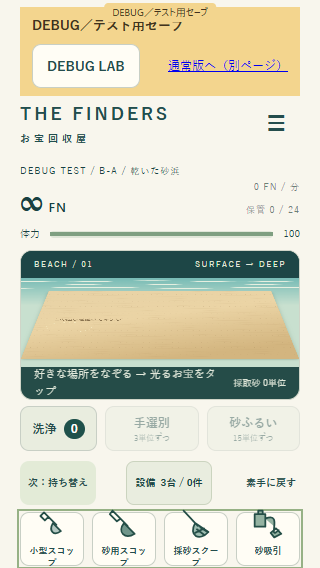 DEBUG／テスト用セーブ
DEBUG／テスト用セーブ
DEBUG LAB
通常版へ（別ページ）
THE FINDERS
お宝回収屋
DEBUG TEST / B-A / 乾いた砂浜
0 FN / 分
∞ FN
保管 0 / 24
体力
100
BEACH / 01
SURFACE → DEEP
好きな場所をなぞる → 光るお宝をタップ
採取砂 0単位
洗浄 0
手選別
3単位ずつ
砂ふるい
15単位ずつ
次：持ち替え
設備 3台 / 0件
素手に戻す
小型スコップ
砂用スコップ
採砂スクープ
砂吸引